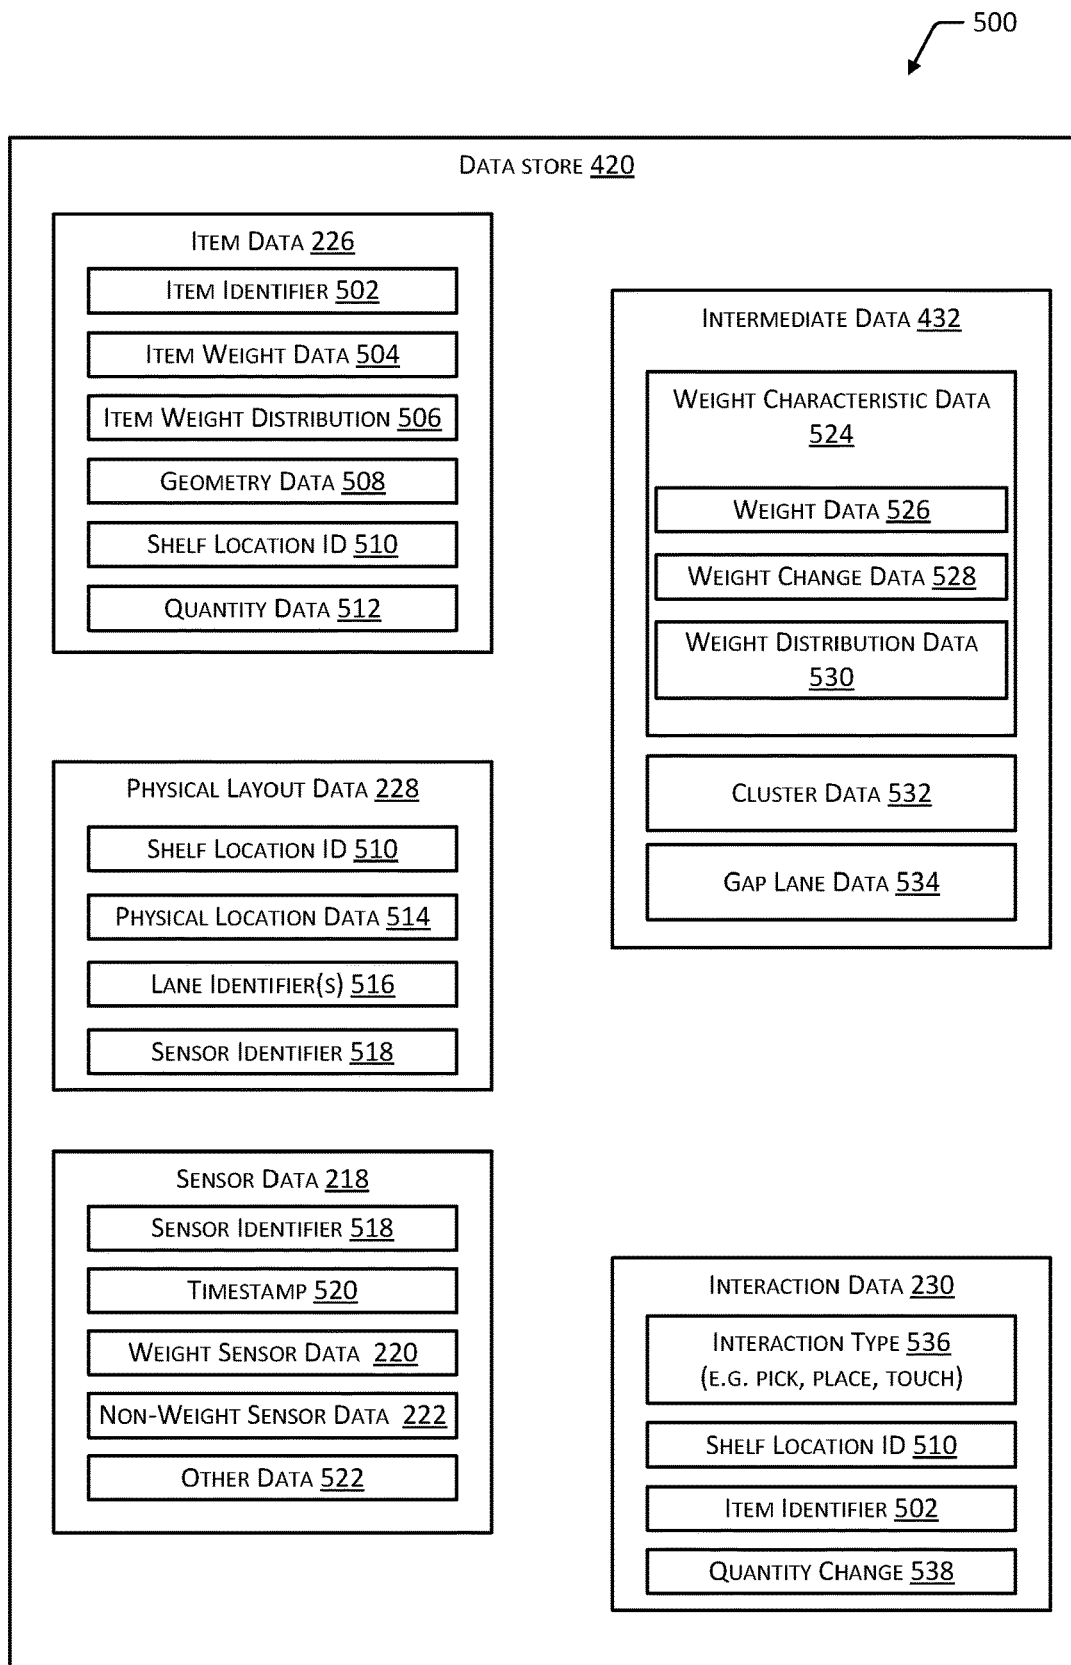 500
DATA STORE 420
ITEM DATA 226
ITEM IDENTIFIER 502
ITEM WEIGHT DATA 504
ITEM WEIGHT DISTRIBUTION 506
GEOMETRY DATA 508
SHELF LOCATION ID 510
QUANTITY DATA 512
PHYSICAL LAYOUT DATA 228
SHELF LOCATION ID 510
PHYSICAL LOCATION DATA 514
LANE IDENTIFIER(S) 516
SENSOR IDENTIFIER 518
SENSOR DATA 218
SENSOR IDENTIFIER 518
TIMESTAMP 520
WEIGHT SENSOR DATA 220
NON-WEIGHT SENSOR DATA 222
OTHER DATA 522
INTERMEDIATE DATA 432
WEIGHT CHARACTERISTIC DATA
524
WEIGHT DATA 526
WEIGHT CHANGE DATA 528
WEIGHT DISTRIBUTION DATA
530
CLUSTER DATA 532
GAP LANE DATA 534
INTERACTION DATA 230
INTERACTION TYPE 536
(E.G. PICK, PLACE, TOUCH)
SHELF LOCATION ID 510
ITEM IDENTIFIER 502
QUANTITY CHANGE 538